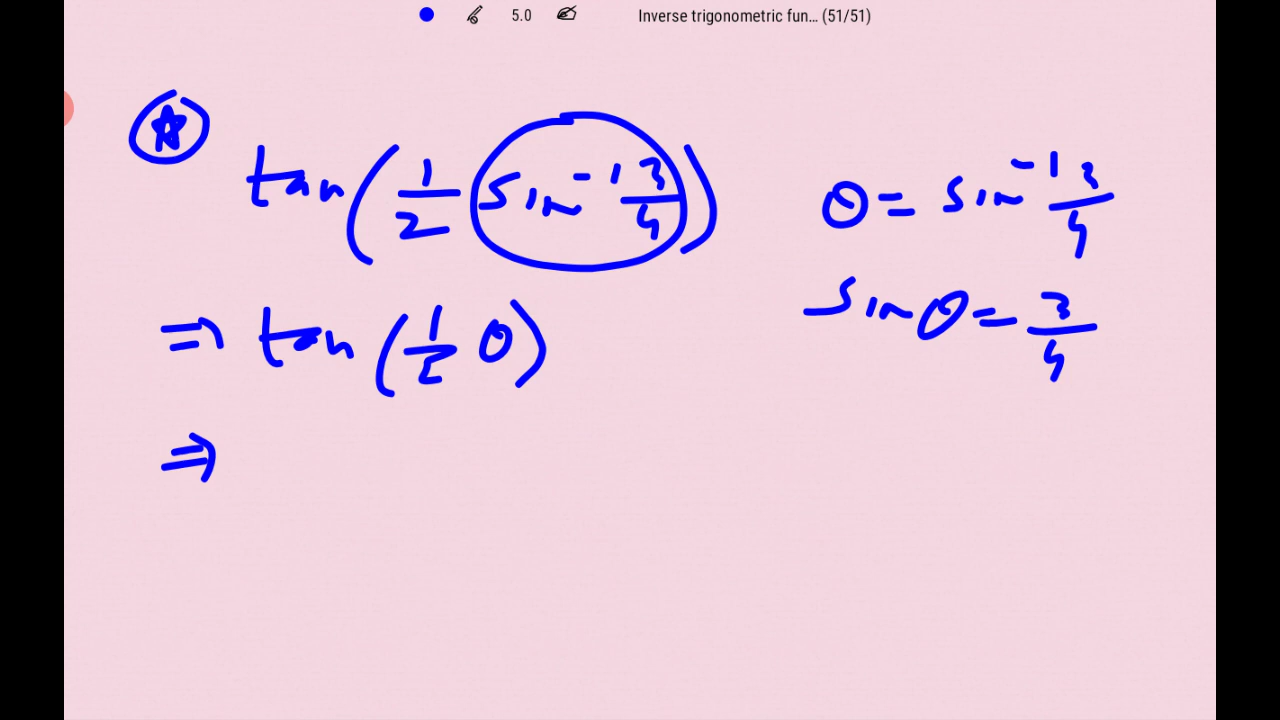 5.0 Inverse trigonometric fun... (51/51)
tan(1/2 sin⁻¹ 3/4)
θ = sin⁻¹ 3/4
sinθ = 3/4
⇒ tan(1/2 θ)
⇒